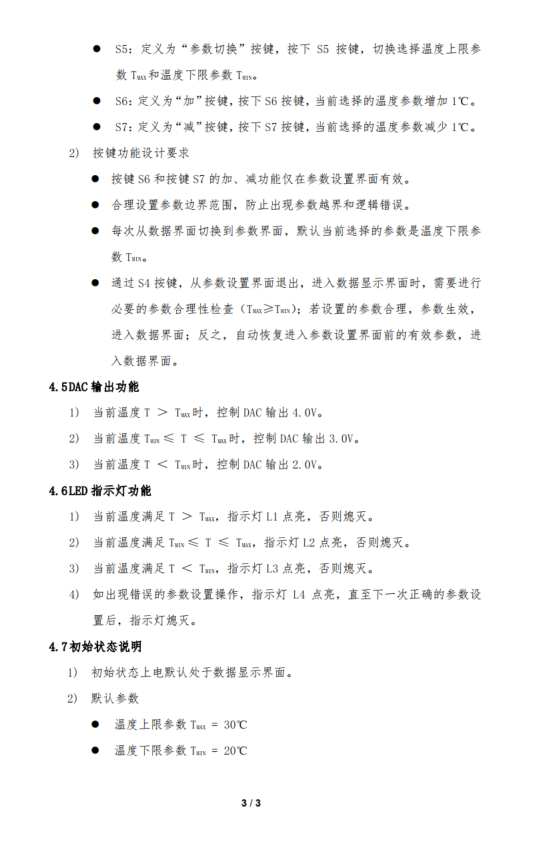 ● S5：定义为“参数切换”按键，按下 S5 按键，切换选择温度上限参
数 TMAX 和温度下限参数 TMIN。
● S6：定义为“加”按键，按下 S6 按键，当前选择的温度参数增加 1℃。
● S7：定义为“减”按键，按下 S7 按键，当前选择的温度参数减少 1℃。
2) 按键功能设计要求
● 按键 S6 和按键 S7 的加、减功能仅在参数设置界面有效。
● 合理设置参数边界范围，防止出现参数越界和逻辑错误。
● 每次从数据界面切换到参数界面，默认当前选择的参数是温度下限参
数 TMIN。
● 通过 S4 按键，从参数设置界面退出，进入数据显示界面时，需要进行
必要的参数合理性检查（TMAX≥TMIN）；若设置的参数合理，参数生效，
进入数据界面；反之，自动恢复进入参数设置界面前的有效参数，进
入数据界面。
4.5DAC 输出功能
1) 当前温度 T ＞ TMAX 时，控制 DAC 输出 4.0V。
2) 当前温度 TMIN ≤ T ≤ TMAX 时，控制 DAC 输出 3.0V。
3) 当前温度 T ＜ TMIN 时，控制 DAC 输出 2.0V。
4.6LED 指示灯功能
1) 当前温度满足 T ＞ TMAX，指示灯 L1 点亮，否则熄灭。
2) 当前温度满足 TMIN ≤ T ≤ TMAX，指示灯 L2 点亮，否则熄灭。
3) 当前温度满足 T ＜ TMIN，指示灯 L3 点亮，否则熄灭。
4) 如出现错误的参数设置操作，指示灯 L4 点亮，直至下一次正确的参数设
置后，指示灯熄灭。
4.7初始状态说明
1) 初始状态上电默认处于数据显示界面。
2) 默认参数
● 温度上限参数 TMAX = 30℃
● 温度下限参数 TMIN = 20℃
3 / 3